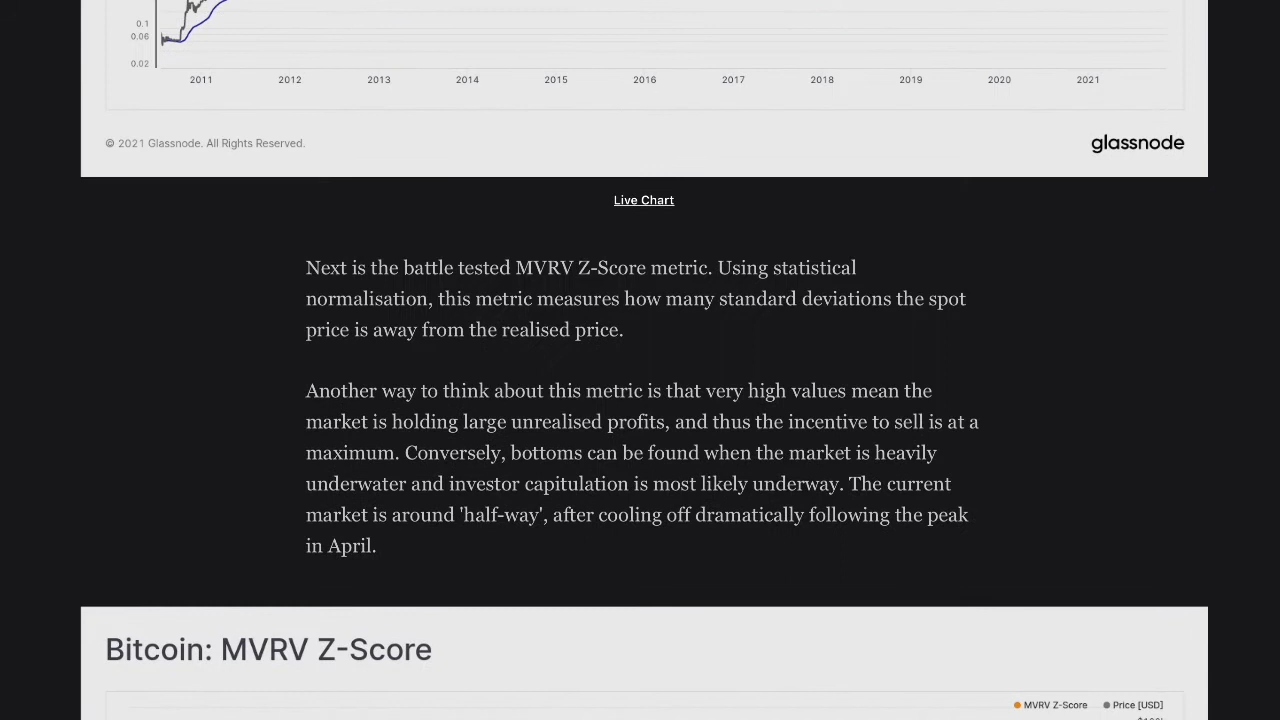 0.1
0.06
0.02
2011 2012 2013 2014 2015 2016 2017 2018 2019 2020 2021
© 2021 Glassnode. All Rights Reserved.
glassnode
Live Chart
Next is the battle tested MVRV Z-Score metric. Using statistical
normalisation, this metric measures how many standard deviations the spot
price is away from the realised price.
Another way to think about this metric is that very high values mean the
market is holding large unrealised profits, and thus the incentive to sell is at a
maximum. Conversely, bottoms can be found when the market is heavily
underwater and investor capitulation is most likely underway. The current
market is around 'half-way', after cooling off dramatically following the peak
in April.
Bitcoin: MVRV Z-Score
MVRV Z-Score Price [USD]